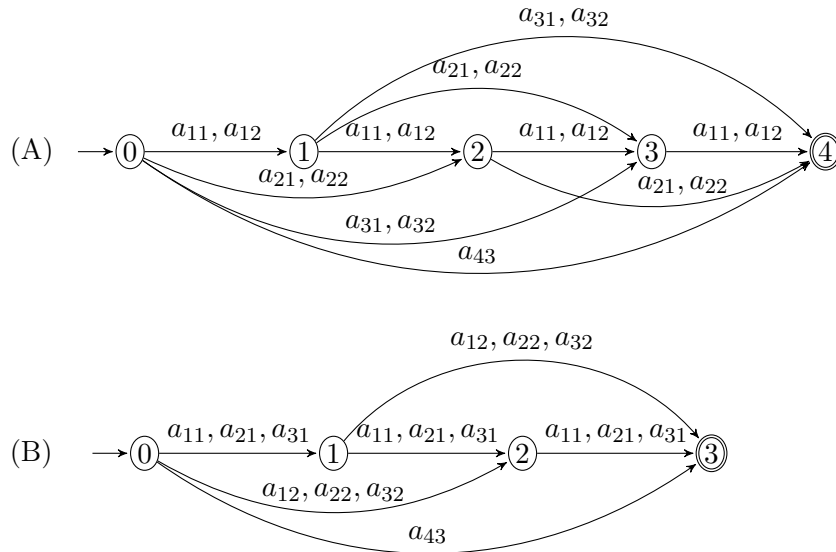 a₃₁, a₃₂
a₂₁, a₂₂
a₁₁, a₁₂ a₁₁, a₁₂ a₁₁, a₁₂ a₁₁, a₁₂
(A) 0 1 2 3 4
a₂₁, a₂₂ a₂₁, a₂₂
a₃₁, a₃₂
a₄₃
a₁₂, a₂₂, a₃₂
a₁₁, a₂₁, a₃₁ a₁₁, a₂₁, a₃₁ a₁₁, a₂₁, a₃₁
(B) 0 1 2 3
a₁₂, a₂₂, a₃₂
a₄₃